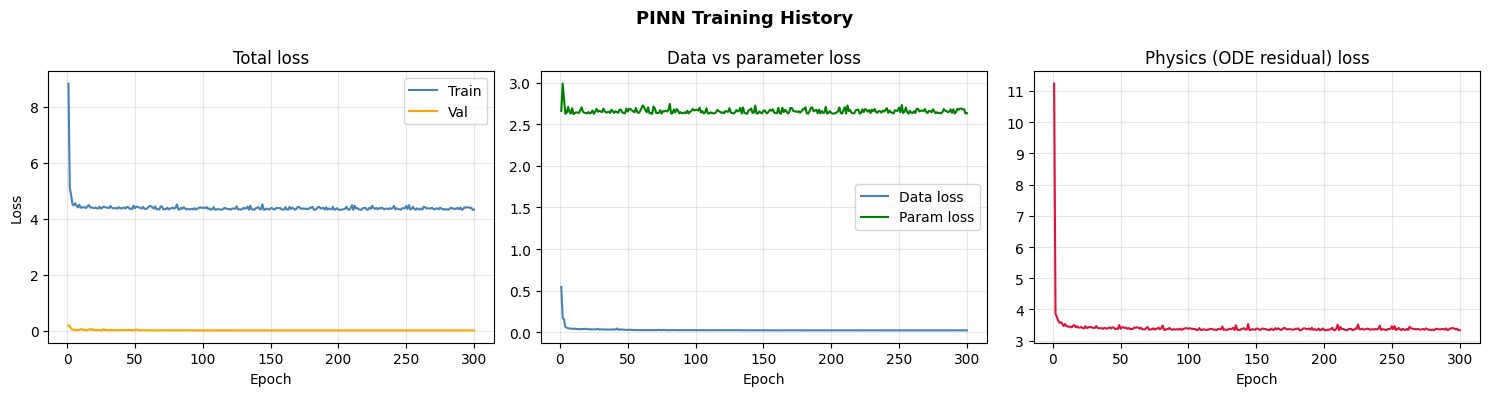 PINN Training History
Total loss
Loss
8
6
4
2
0
0 50 100 150 200 250 300
Epoch
Train
Val
Data vs parameter loss
3.0
2.5
2.0
1.5
1.0
0.5
0.0
0 50 100 150 200 250 300
Epoch
Data loss
Param loss
Physics (ODE residual) loss
11
10
9
8
7
6
5
4
3
0 50 100 150 200 250 300
Epoch